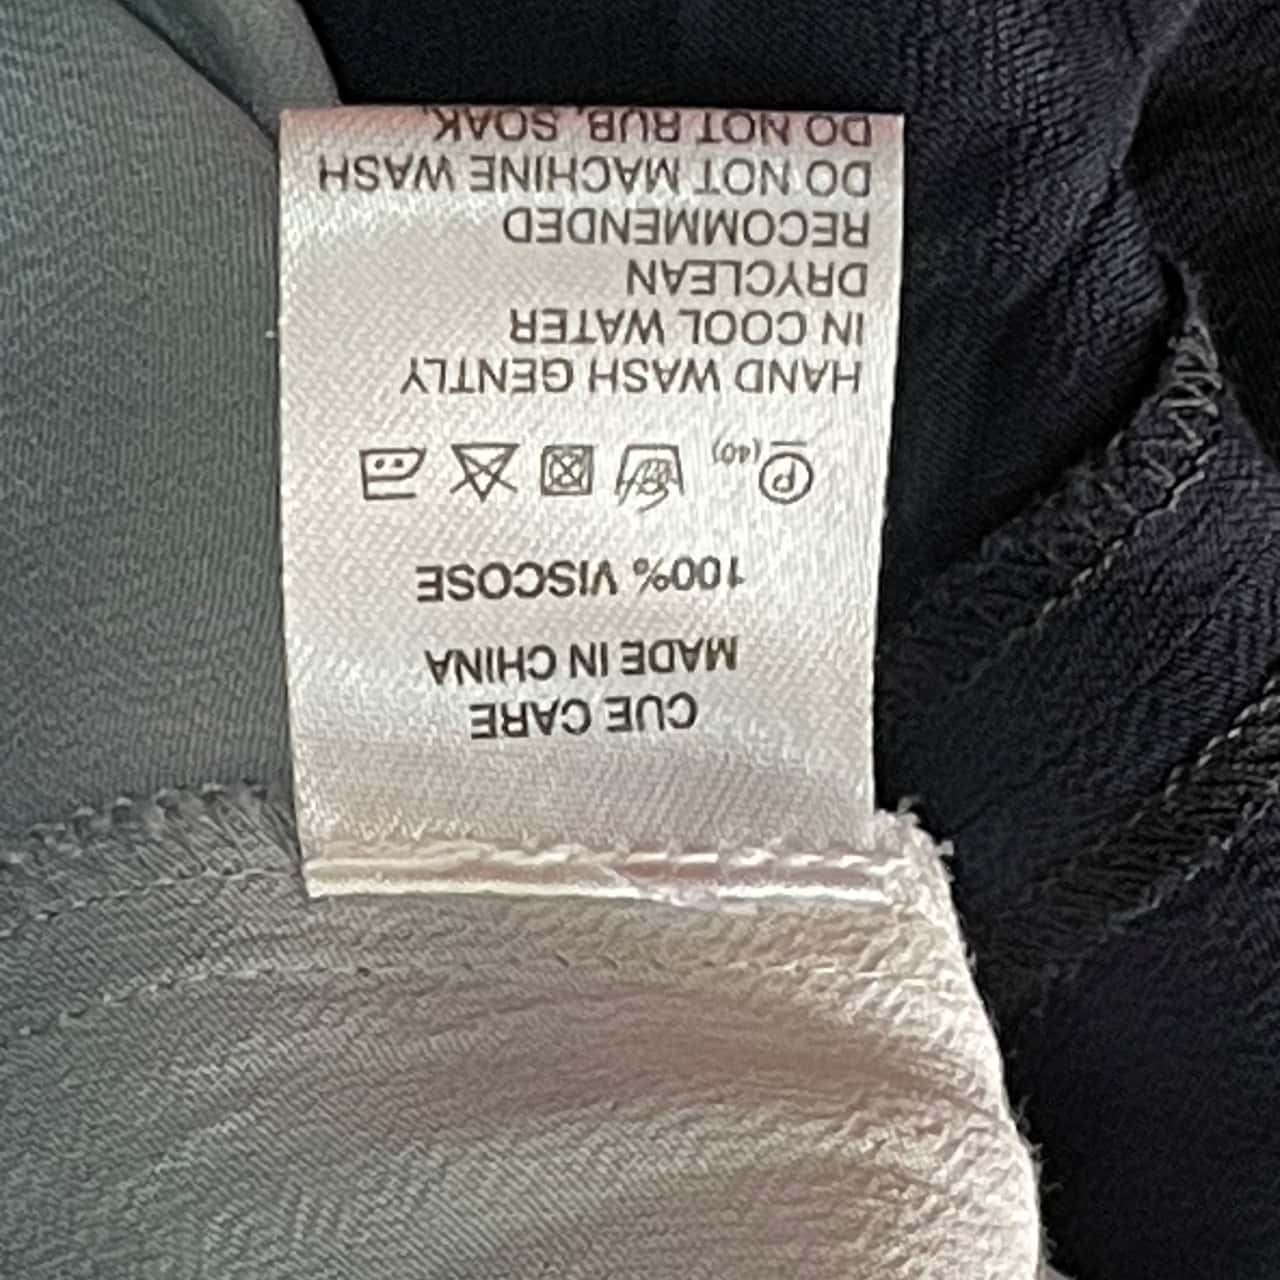 CUE CARE
MADE IN CHINA
100% VISCOSE
P (40)
HAND WASH GENTLY
IN COOL WATER
DRYCLEAN
RECOMMENDED
DO NOT MACHINE WASH
DO NOT RUB, SOAK,